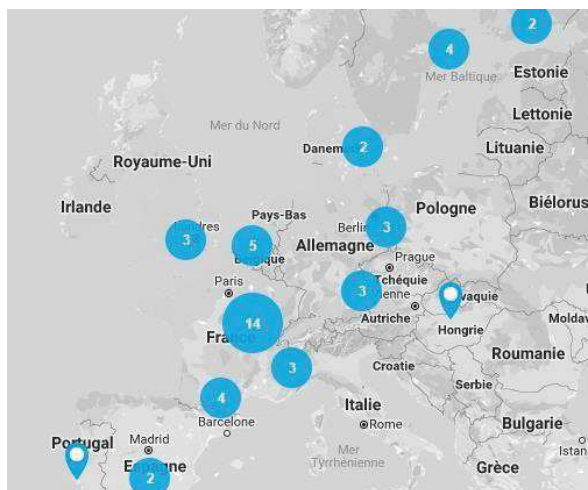 2
4
Mer Baltique
Estonie
Mer du Nord
Lettonie
2
Lituanie
Royaume-Uni
Irlande
Pays-Bas
Pologne
Biélorus
3
Berlin
3
5
Allemagne
Belgique
Prague
Paris
Tchéquie
3
Autriche
Hongrie
Moldav
14
France
Roumanie
3
Croatie
Serbie
4
Italie
Barcelone
Rome
Bulgarie
Portugal
Madrid
Istan
Mer
Tyrrhénienne
Espagne
2
Grèce